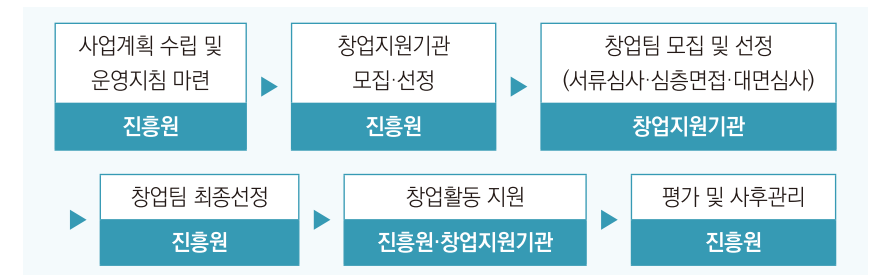 사업계획 수립 및
운영지침 마련
진흥원
창업지원기관
모집·선정
진흥원
창업팀 모집 및 선정
(서류심사·심층면접·대면심사)
창업지원기관
창업팀 최종선정
진흥원
창업활동 지원
진흥원·창업지원기관
평가 및 사후관리
진흥원